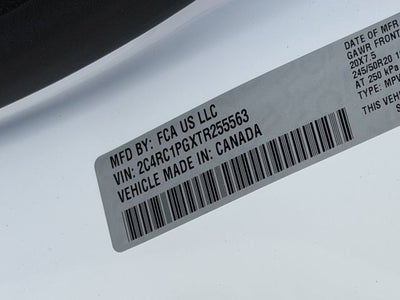 MFD BY: FCA US LLC
VIN: 2C4RC1PGXTR255563
VEHICLE MADE IN: CANADA
DATE OF MFR
GAWR FRONT
20X7.5
245/50R20
AT 250 kPa
TYPE: MPV
THIS VEHI